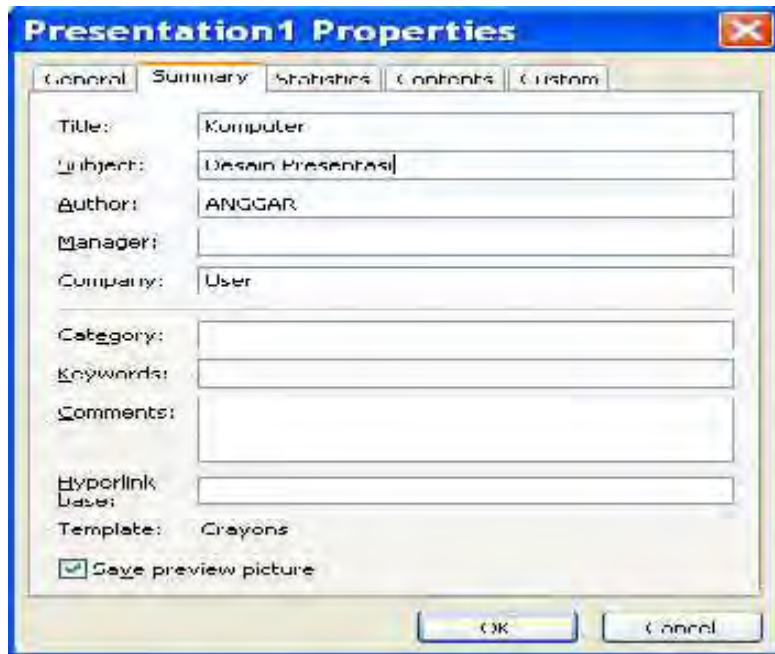 Presentation1 Properties
General Summary Statistics Contents Custom
Title: Komputer
Subject: Desain Presentasi
Author: ANGGAR
Manager:
Company: User
Category:
Keywords:
Comments:
Hyperlink
base:
Template: Crayons
Save preview picture
OK Cancel